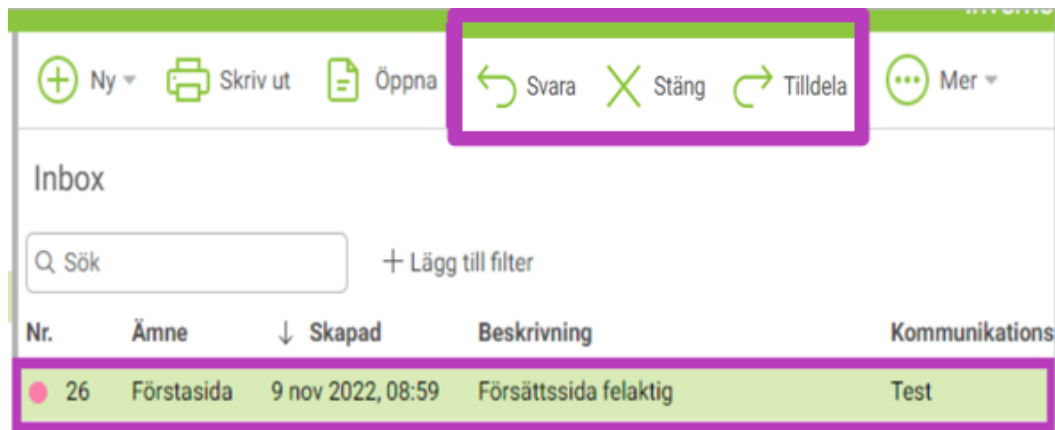 Ny Skriv ut Öppna Svara Stäng Tilldela Mer
Inbox
Sök + Lägg till filter
Nr. Ämne ↓ Skapad Beskrivning Kommunikations
26 Förstasida 9 nov 2022, 08:59 Försättssida felaktig Test